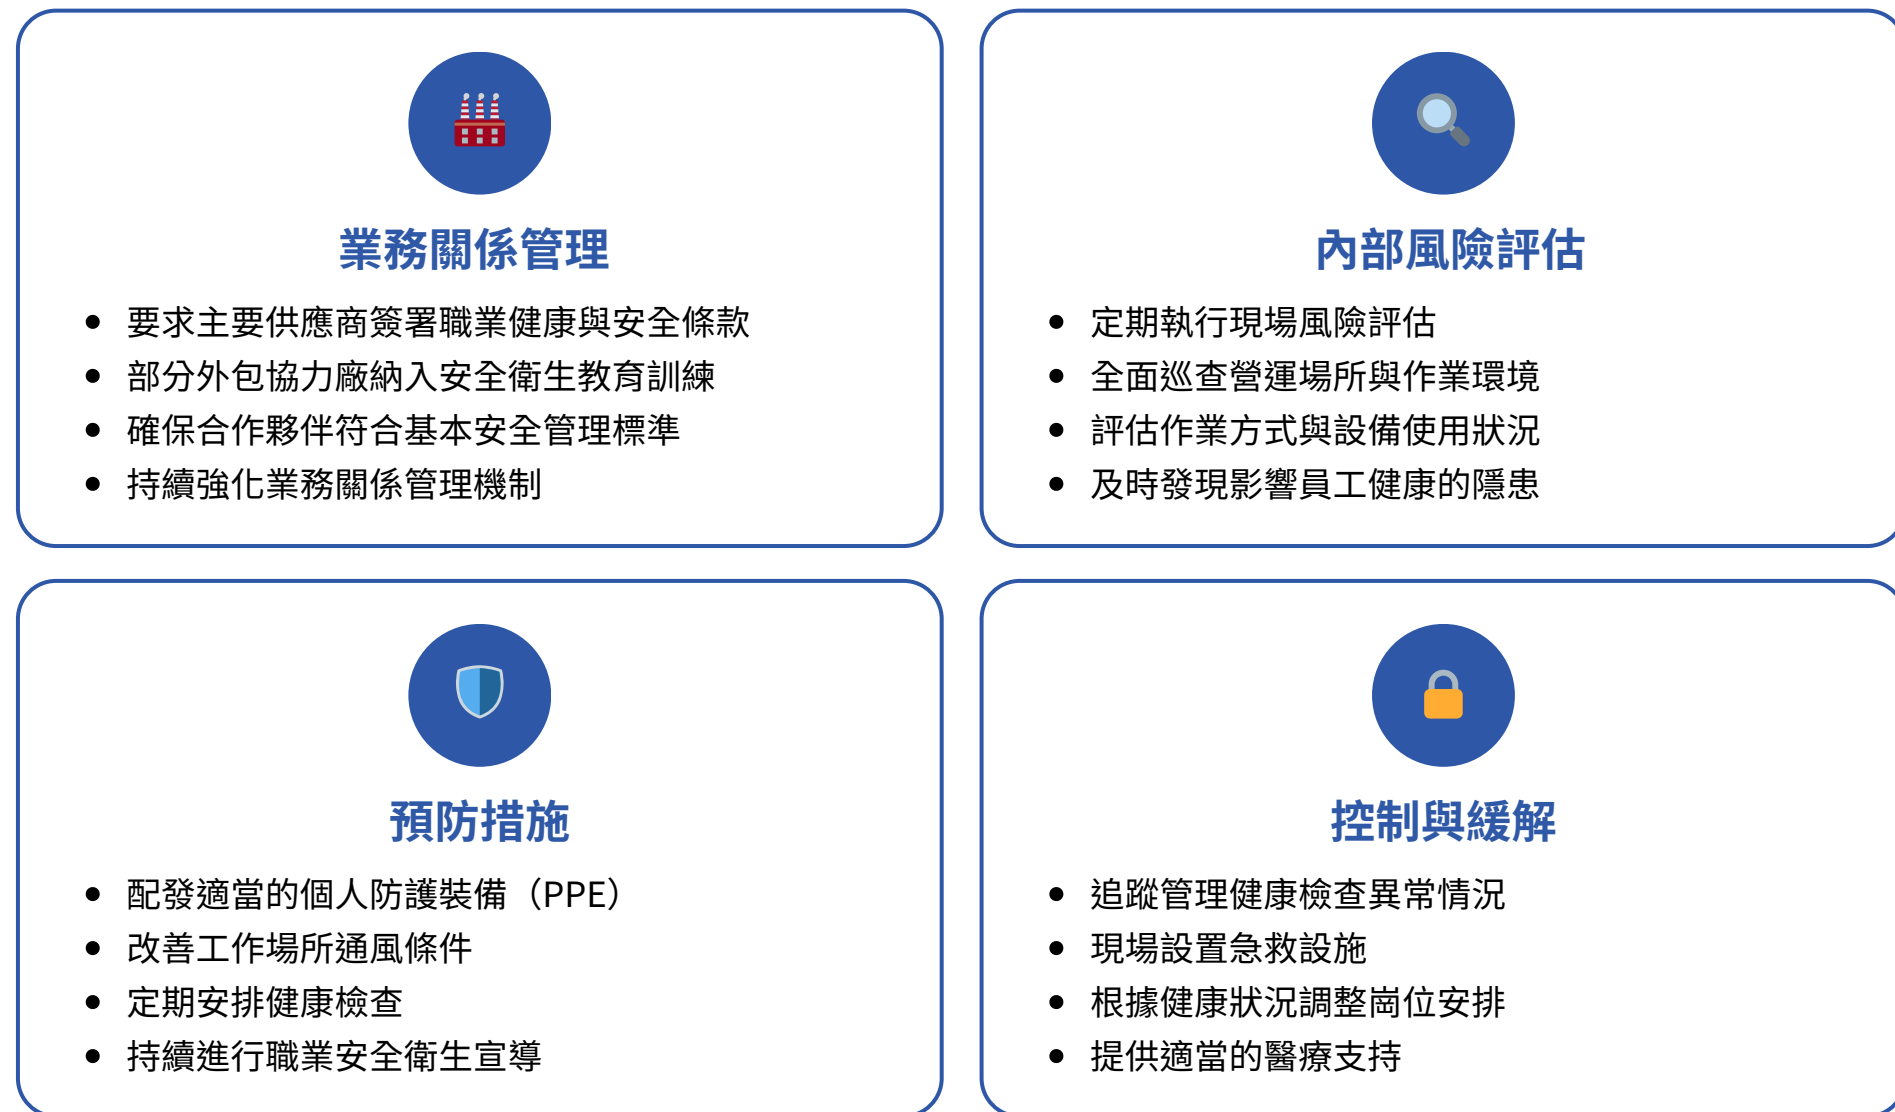 業務關係管理
• 要求主要供應商簽署職業健康與安全條款
• 部分外包協力廠納入安全衛生教育訓練
• 確保合作夥伴符合基本安全管理標準
• 持續強化業務關係管理機制
內部風險評估
• 定期執行現場風險評估
• 全面巡查營運場所與作業環境
• 評估作業方式與設備使用狀況
• 及時發現影響員工健康的隱患
預防措施
• 配發適當的個人防護裝備（PPE）
• 改善工作場所通風條件
• 定期安排健康檢查
• 持續進行職業安全衛生宣導
控制與緩解
• 追蹤管理健康檢查異常情況
• 現場設置急救設施
• 根據健康狀況調整崗位安排
• 提供適當的醫療支持